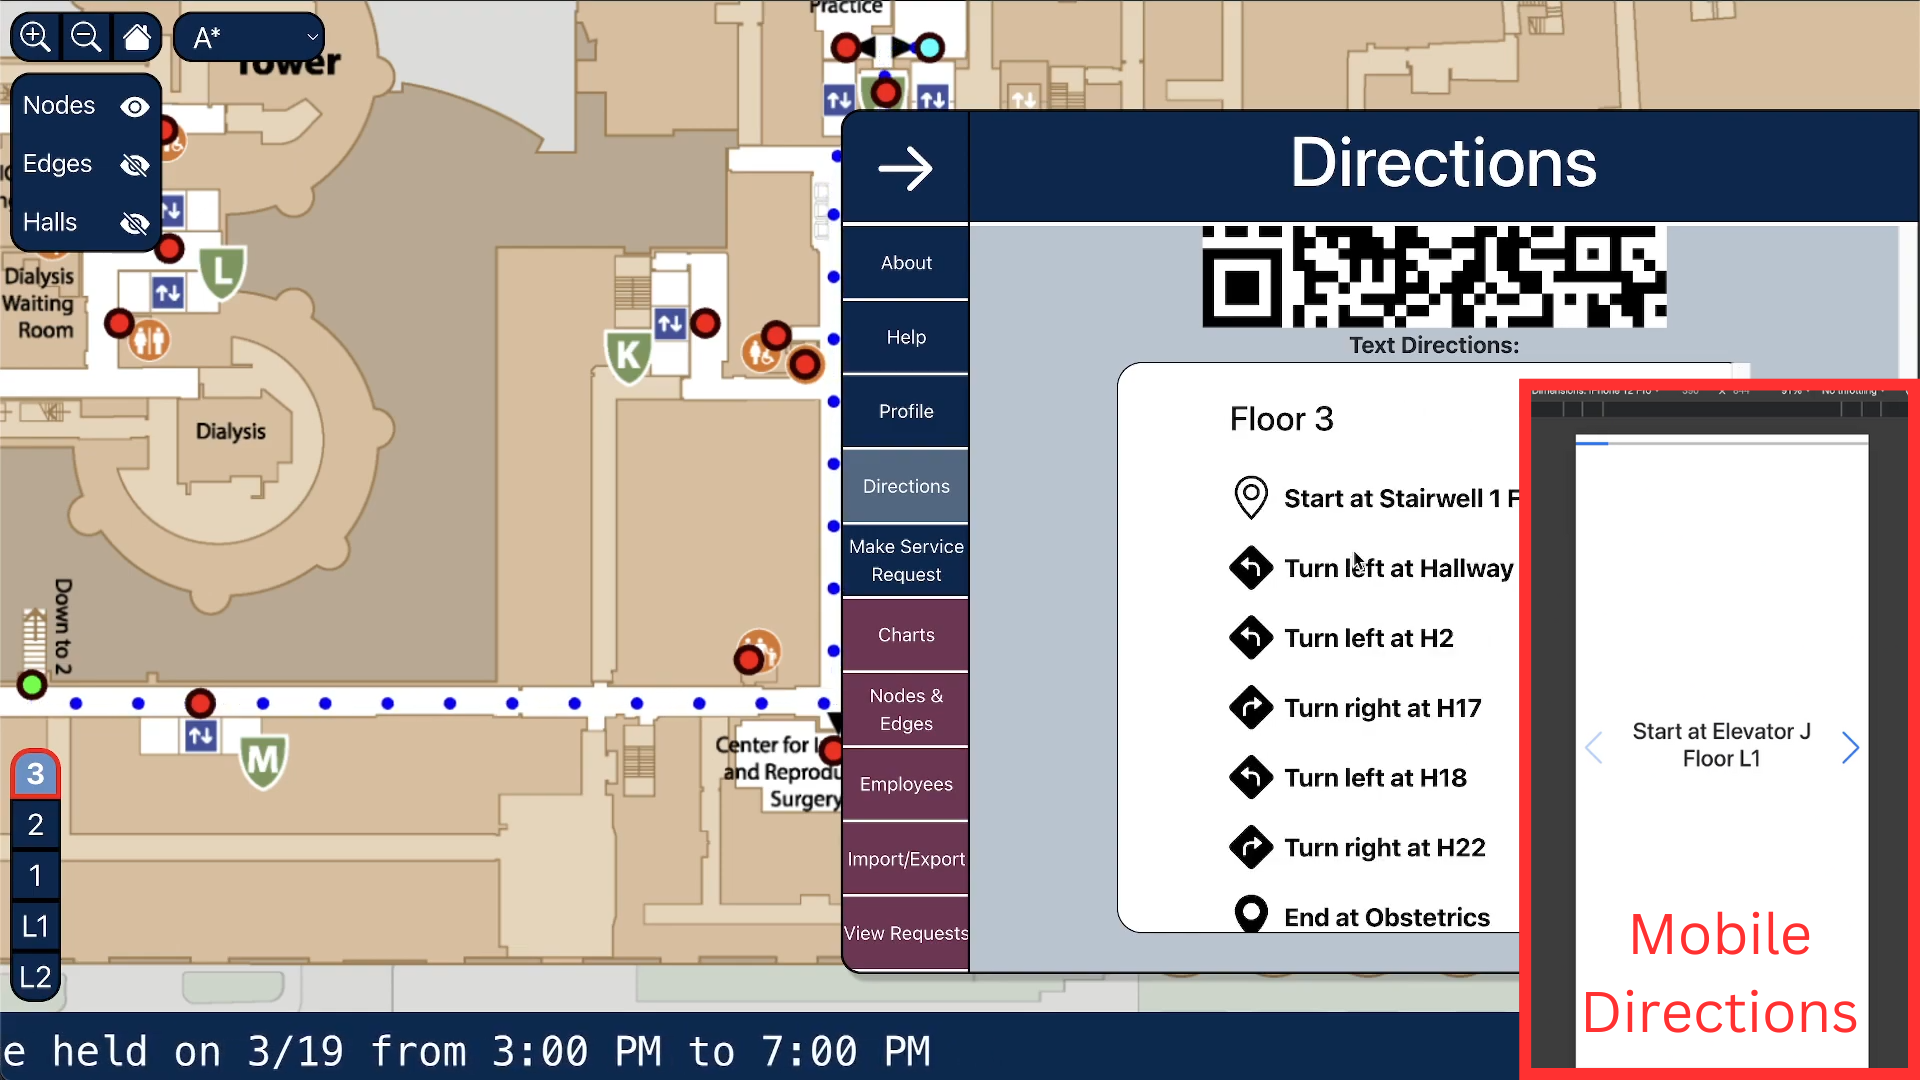 Practice
A*
Tower
Nodes
Edges
Halls
Directions
About
Help
Profile
Directions
Make Service
Request
Charts
Nodes &
Edges
Employees
Import/Export
View Requests
Text Directions:
Floor 3
Start at Stairwell 1 F
Turn left at Hallway
Turn left at H2
Turn right at H17
Turn left at H18
Turn right at H22
End at Obstetrics
Start at Elevator J
Floor L1
Mobile
Directions
L
Dialysis
Waiting
Room
K
Dialysis
Down to 2
M
Center for
and Reprodu
Surgery
3
2
1
L1
L2
e held on 3/19 from 3:00 PM to 7:00 PM